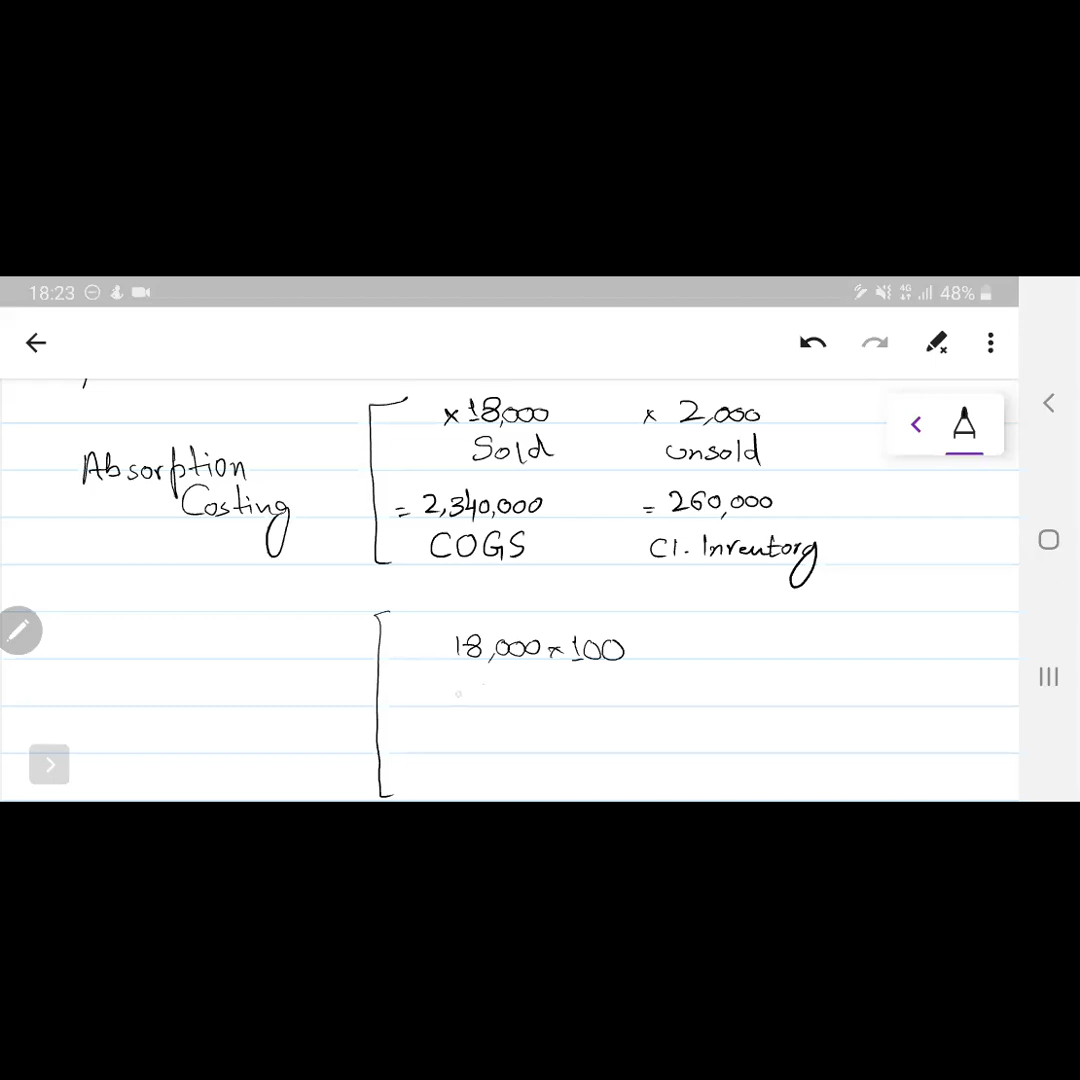 18:23 4G 48%
× 18,000 × 2,000
Sold unsold
Absorption
Costing
= 2,340,000 = 260,000
COGS Cl. Inventory
18,000 × 100